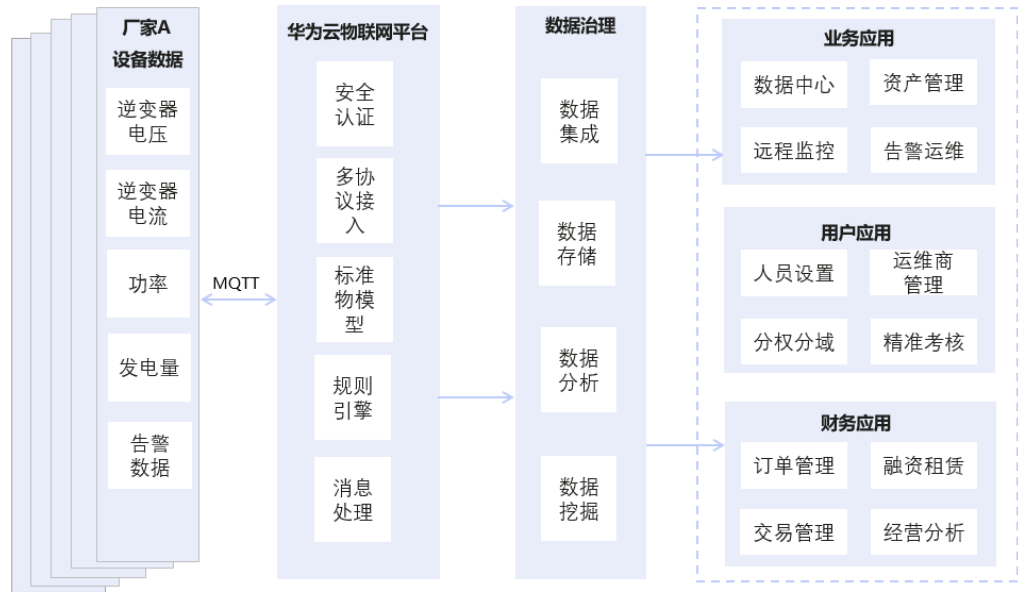 厂家A
设备数据
逆变器
电压
逆变器
电流
功率
发电量
告警
数据
MQTT
华为云物联网平台
安全
认证
多协
议接
入
标准
物模
型
规则
引擎
消息
处理
数据治理
数据
集成
数据
存储
数据
分析
数据
挖掘
业务应用
数据中心
资产管理
远程监控
告警运维
用户应用
人员设置
运维商
管理
分权分域
精准考核
财务应用
订单管理
融资租赁
交易管理
经营分析